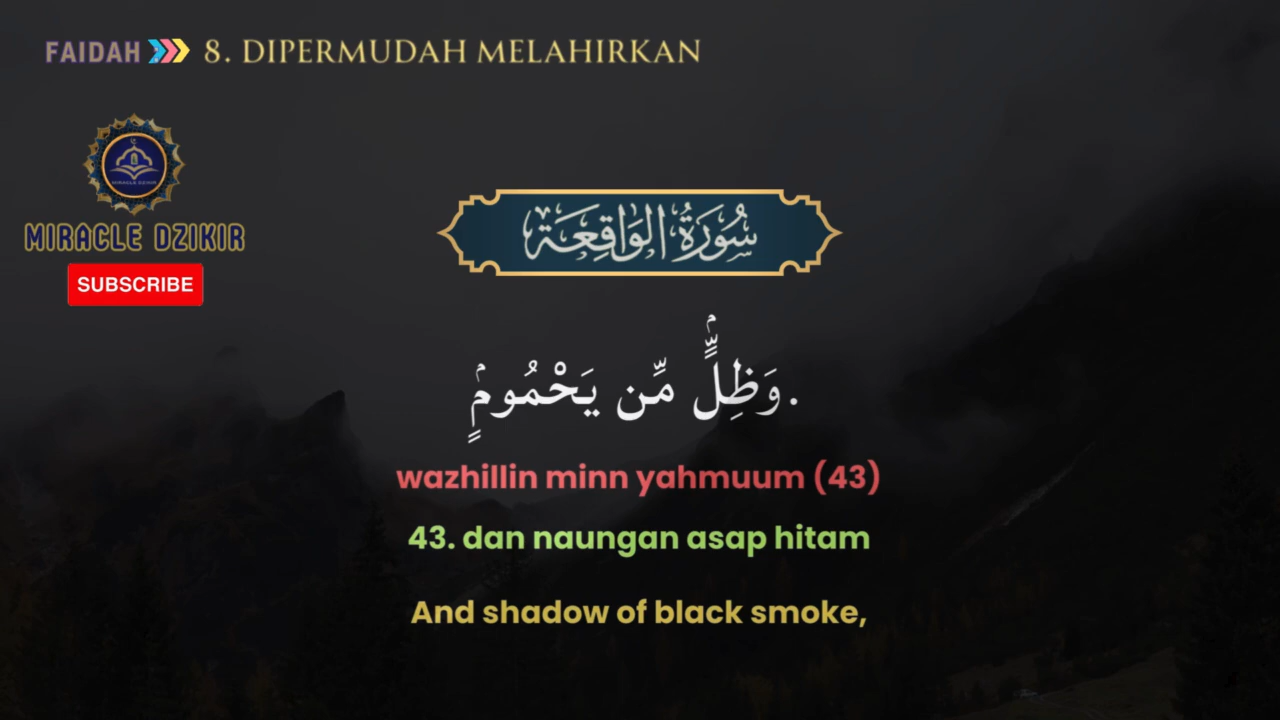 FAIDAH 8. DIPERMUDAH MELAHIRKAN
MIRACLE DZIKIR
SUBSCRIBE
سُورَةُ الوَاقِعَة
وَظِلٍّۢ مِّن يَحْمُومٍۢ.
wazhillin minn yahmuum (43)
43. dan naungan asap hitam
And shadow of black smoke,